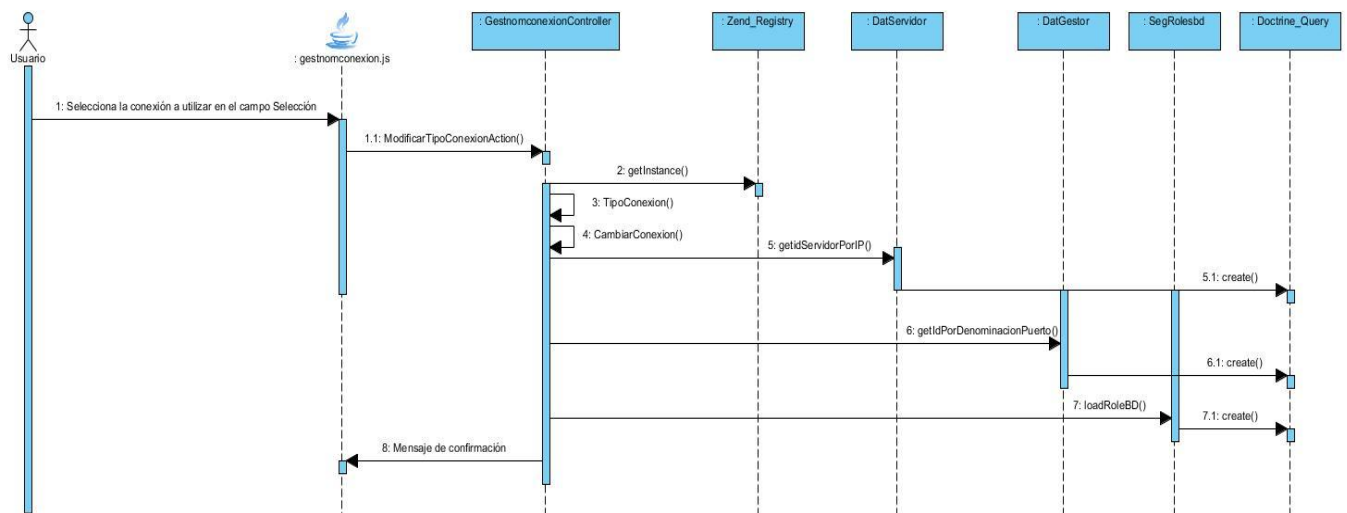 Usuario
: gestnomconexion.js
: GestnomconexionController
: Zend_Registry
: DatServidor
: DatGestor
: SegRolesbd
: Doctrine_Query
1: Selecciona la conexión a utilizar en el campo Selección
1.1: ModificarTipoConexionAction()
2: getInstance()
3: TipoConexion()
4: CambiarConexion()
5: getidServidorPorIP()
5.1: create()
6: getIdPorDenominacionPuerto()
6.1: create()
7: loadRoleBD()
7.1: create()
8: Mensaje de confirmación